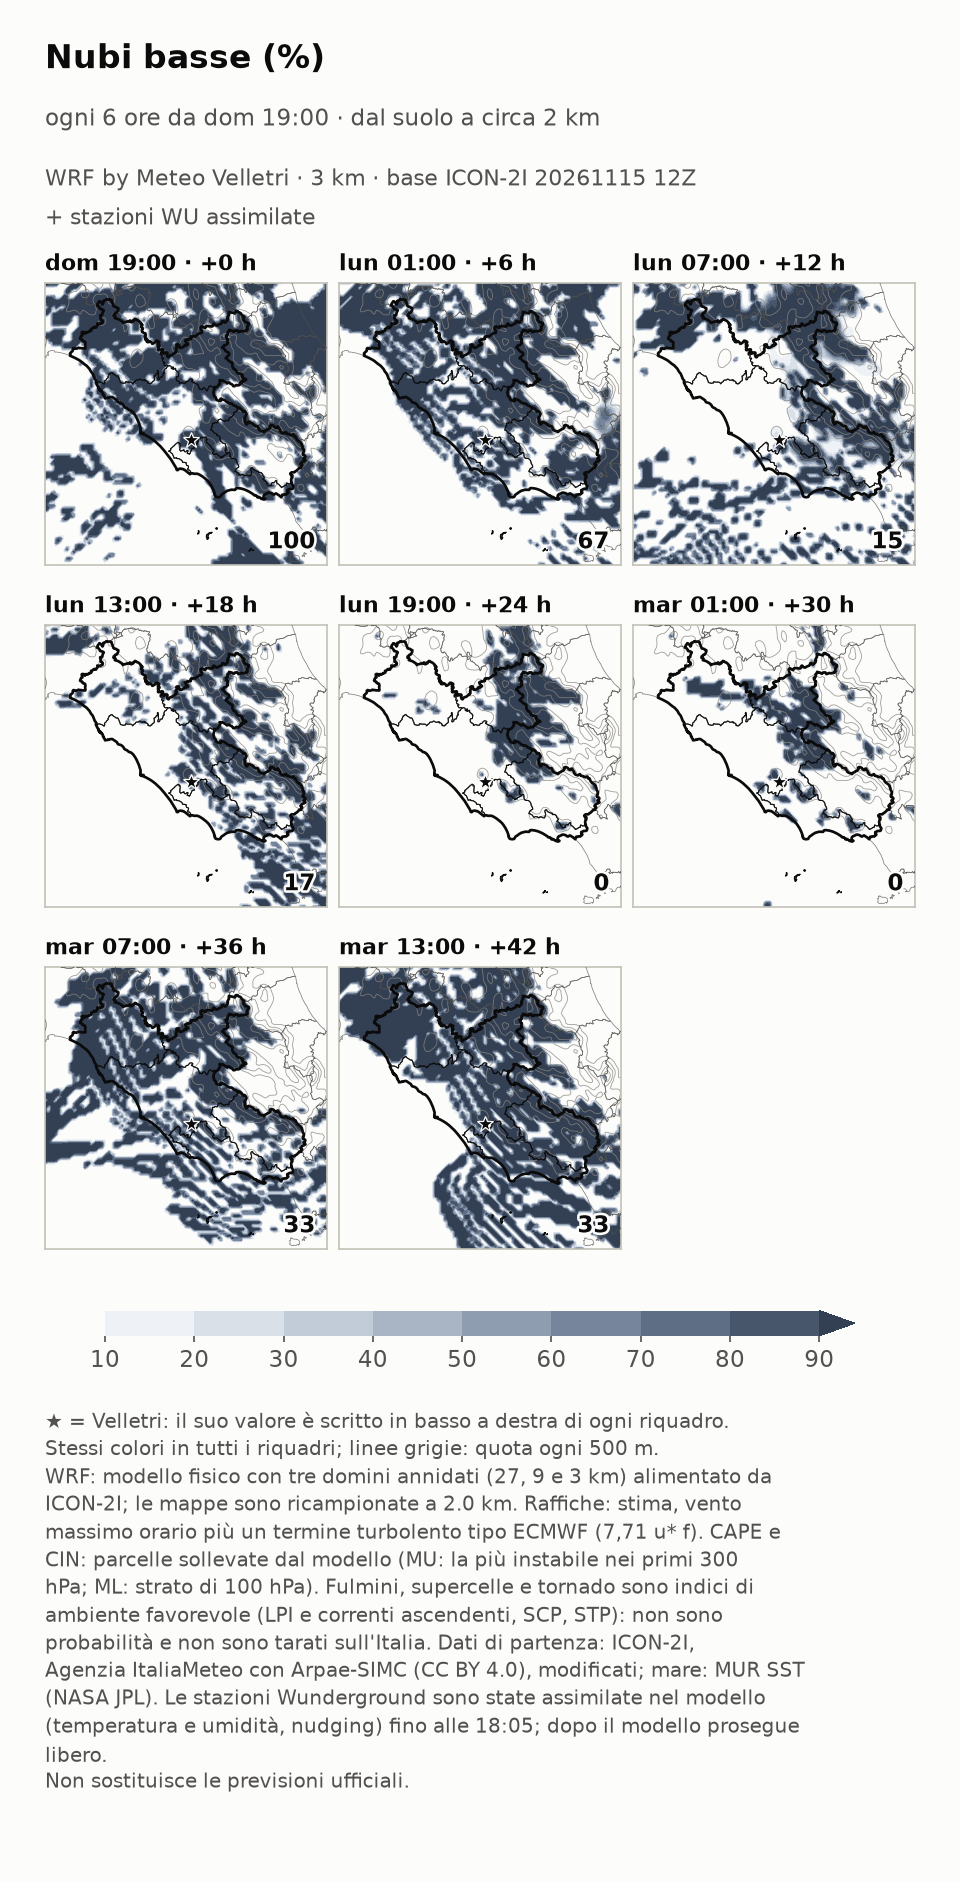 Nubi basse (%)
ogni 6 ore da dom 19:00 · dal suolo a circa 2 km
WRF by Meteo Velletri · 3 km · base ICON-2I 20261115 12Z
+ stazioni WU assimilate
dom 19:00 · +0 h
lun 01:00 · +6 h
lun 07:00 · +12 h
100
67
15
lun 13:00 · +18 h
lun 19:00 · +24 h
mar 01:00 · +30 h
17
0
0
mar 07:00 · +36 h
mar 13:00 · +42 h
33
33
10 20 30 40 50 60 70 80 90
★ = Velletri: il suo valore è scritto in basso a destra di ogni riquadro.
Stessi colori in tutti i riquadri; linee grigie: quota ogni 500 m.
WRF: modello fisico con tre domini annidati (27, 9 e 3 km) alimentato da
ICON-2I; le mappe sono ricampionate a 2.0 km. Raffiche: stima, vento
massimo orario più un termine turbolento tipo ECMWF (7,71 u* f). CAPE e
CIN: parcelle sollevate dal modello (MU: la più instabile nei primi 300
hPa; ML: strato di 100 hPa). Fulmini, supercelle e tornado sono indici di
ambiente favorevole (LPI e correnti ascendenti, SCP, STP): non sono
probabilità e non sono tarati sull'Italia. Dati di partenza: ICON-2I,
Agenzia ItaliaMeteo con Arpae-SIMC (CC BY 4.0), modificati; mare: MUR SST
(NASA JPL). Le stazioni Wunderground sono state assimilate nel modello
(temperatura e umidità, nudging) fino alle 18:05; dopo il modello prosegue
libero.
Non sostituisce le previsioni ufficiali.